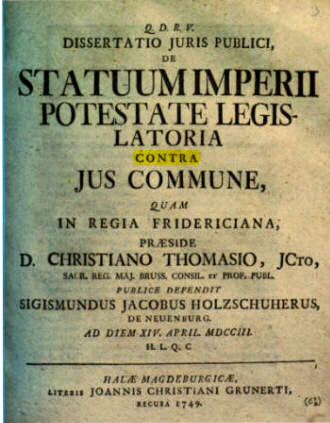 Q. D. B. V.
DISSERTATIO JURIS PUBLICI,
DE
STATUUM IMPERII
POTESTATE LEGIS-
LATORIA
CONTRA
JUS COMMUNE,
QUAM
IN REGIA FRIDERICIANA,
PRÆSIDE
D. CHRISTIANO THOMASIO, JCTO,
SACR. REG. MAJ. BRUSS. CONSIL. ET PROF. PUBL.
PUBLICE DEFENDIT
SIGISMUNDUS JACOBUS HOLZSCHUHERUS,
DE NEUENBURG.
AD DIEM XIV. APRIL. MDCCIII.
H. L. Q. C
HALÆ MAGDEBURGICÆ,
LITERIS JOANNIS CHRISTIANI GRUNERTI,
RECUSA 1749.